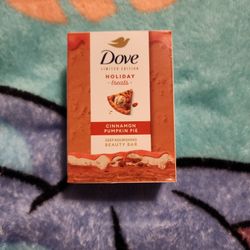 Dove
LIMITED EDITION
HOLIDAY
treats
CINNAMON
PUMPKIN PIE
DEEP NOURISHING
BEAUTY BAR